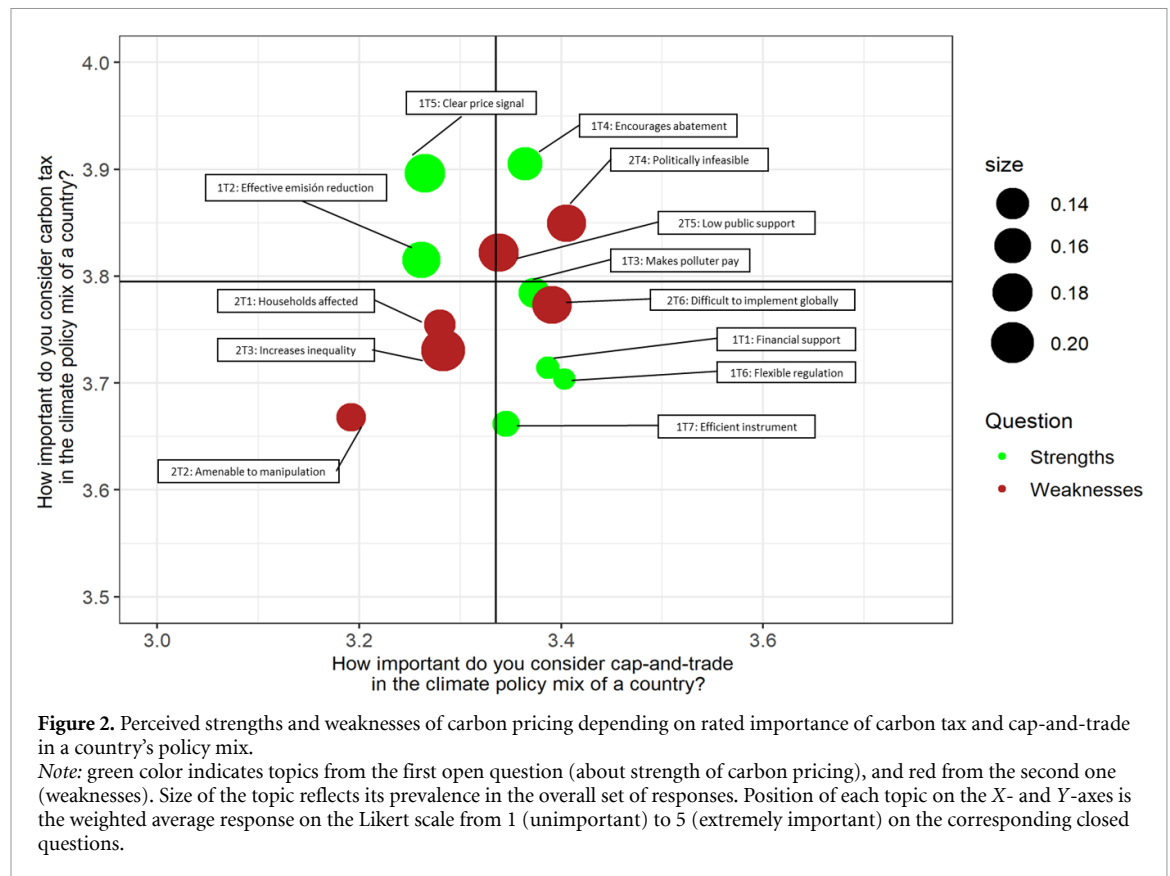 4.0
3.9
3.8
3.7
3.6
3.5
How important do you consider carbon tax
in the climate policy mix of a country?
1T5: Clear price signal
1T4: Encourages abatement
2T4: Politically infeasible
1T2: Effective emisión reduction
2T5: Low public support
1T3: Makes polluter pay
2T1: Households affected
2T6: Difficult to implement globally
2T3: Increases inequality
1T1: Financial support
1T6: Flexible regulation
1T7: Efficient instrument
2T2: Amenable to manipulation
3.0
3.2
3.4
3.6
How important do you consider cap-and-trade
in the climate policy mix of a country?
size
0.14
0.16
0.18
0.20
Question
Strengths
Weaknesses
Figure 2. Perceived strengths and weaknesses of carbon pricing depending on rated importance of carbon tax and cap-and-trade
in a country's policy mix.
Note: green color indicates topics from the first open question (about strength of carbon pricing), and red from the second one
(weaknesses). Size of the topic reflects its prevalence in the overall set of responses. Position of each topic on the X- and Y-axes is
the weighted average response on the Likert scale from 1 (unimportant) to 5 (extremely important) on the corresponding closed
questions.